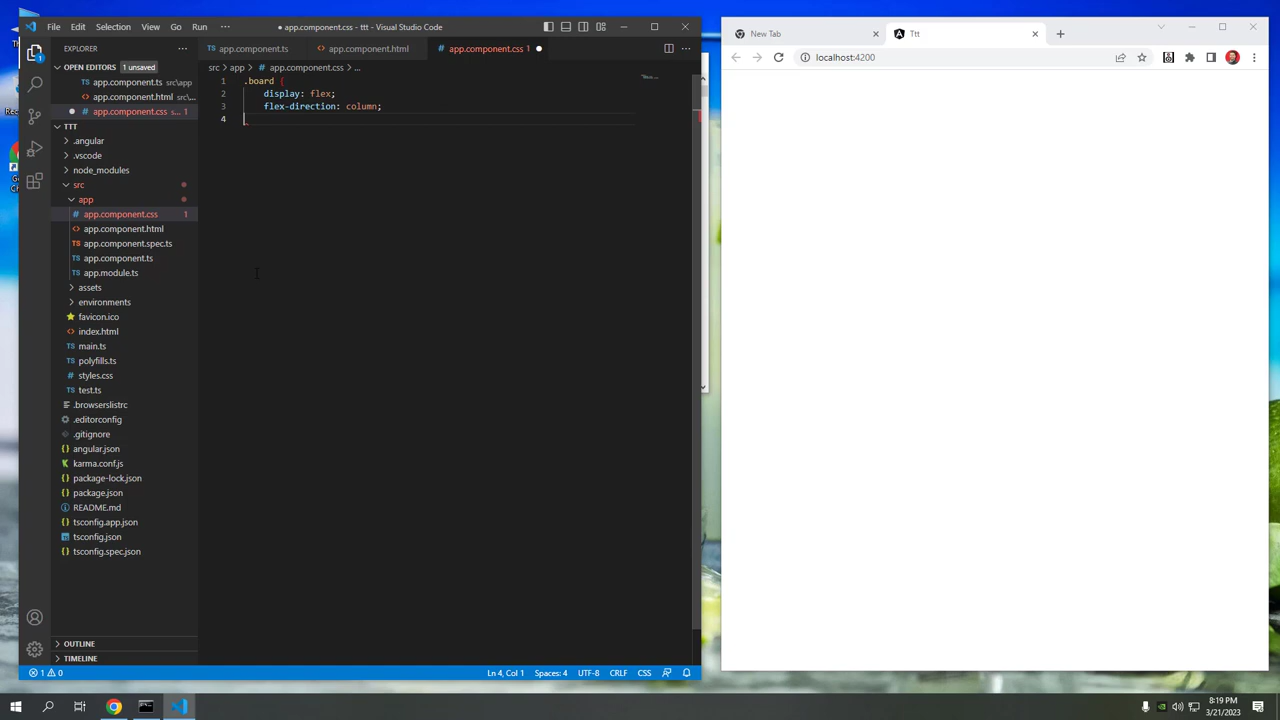 File Edit Selection View Go Run ... app.component.css - ttt - Visual Studio Code
EXPLORER
OPEN EDITORS 1 unsaved
app.component.ts src\app
app.component.html src\...
app.component.css s... 1
TTT
.angular
.vscode
node_modules
src
app
app.component.css 1
app.component.html
app.component.spec.ts
app.component.ts
app.module.ts
assets
environments
favicon.ico
index.html
main.ts
polyfills.ts
styles.css
test.ts
.browserslistrc
.editorconfig
.gitignore
angular.json
karma.conf.js
package-lock.json
package.json
README.md
tsconfig.app.json
tsconfig.json
tsconfig.spec.json
OUTLINE
TIMELINE
app.component.ts app.component.html app.component.css 1
src > app > # app.component.css > ...
1 .board {
2 display: flex;
3 flex-direction: column;
4
1 0 Ln 4, Col 1 Spaces: 4 UTF-8 CRLF CSS
New Tab Ttt
localhost:4200
8:19 PM
3/21/2023